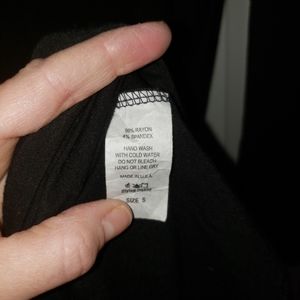 96% RAYON
4% SPANDEX
HAND WASH
WITH COLD WATER
DO NOT BLEACH
HANG OR LINE DRY
MADE IN U.S.A.
SIZE S